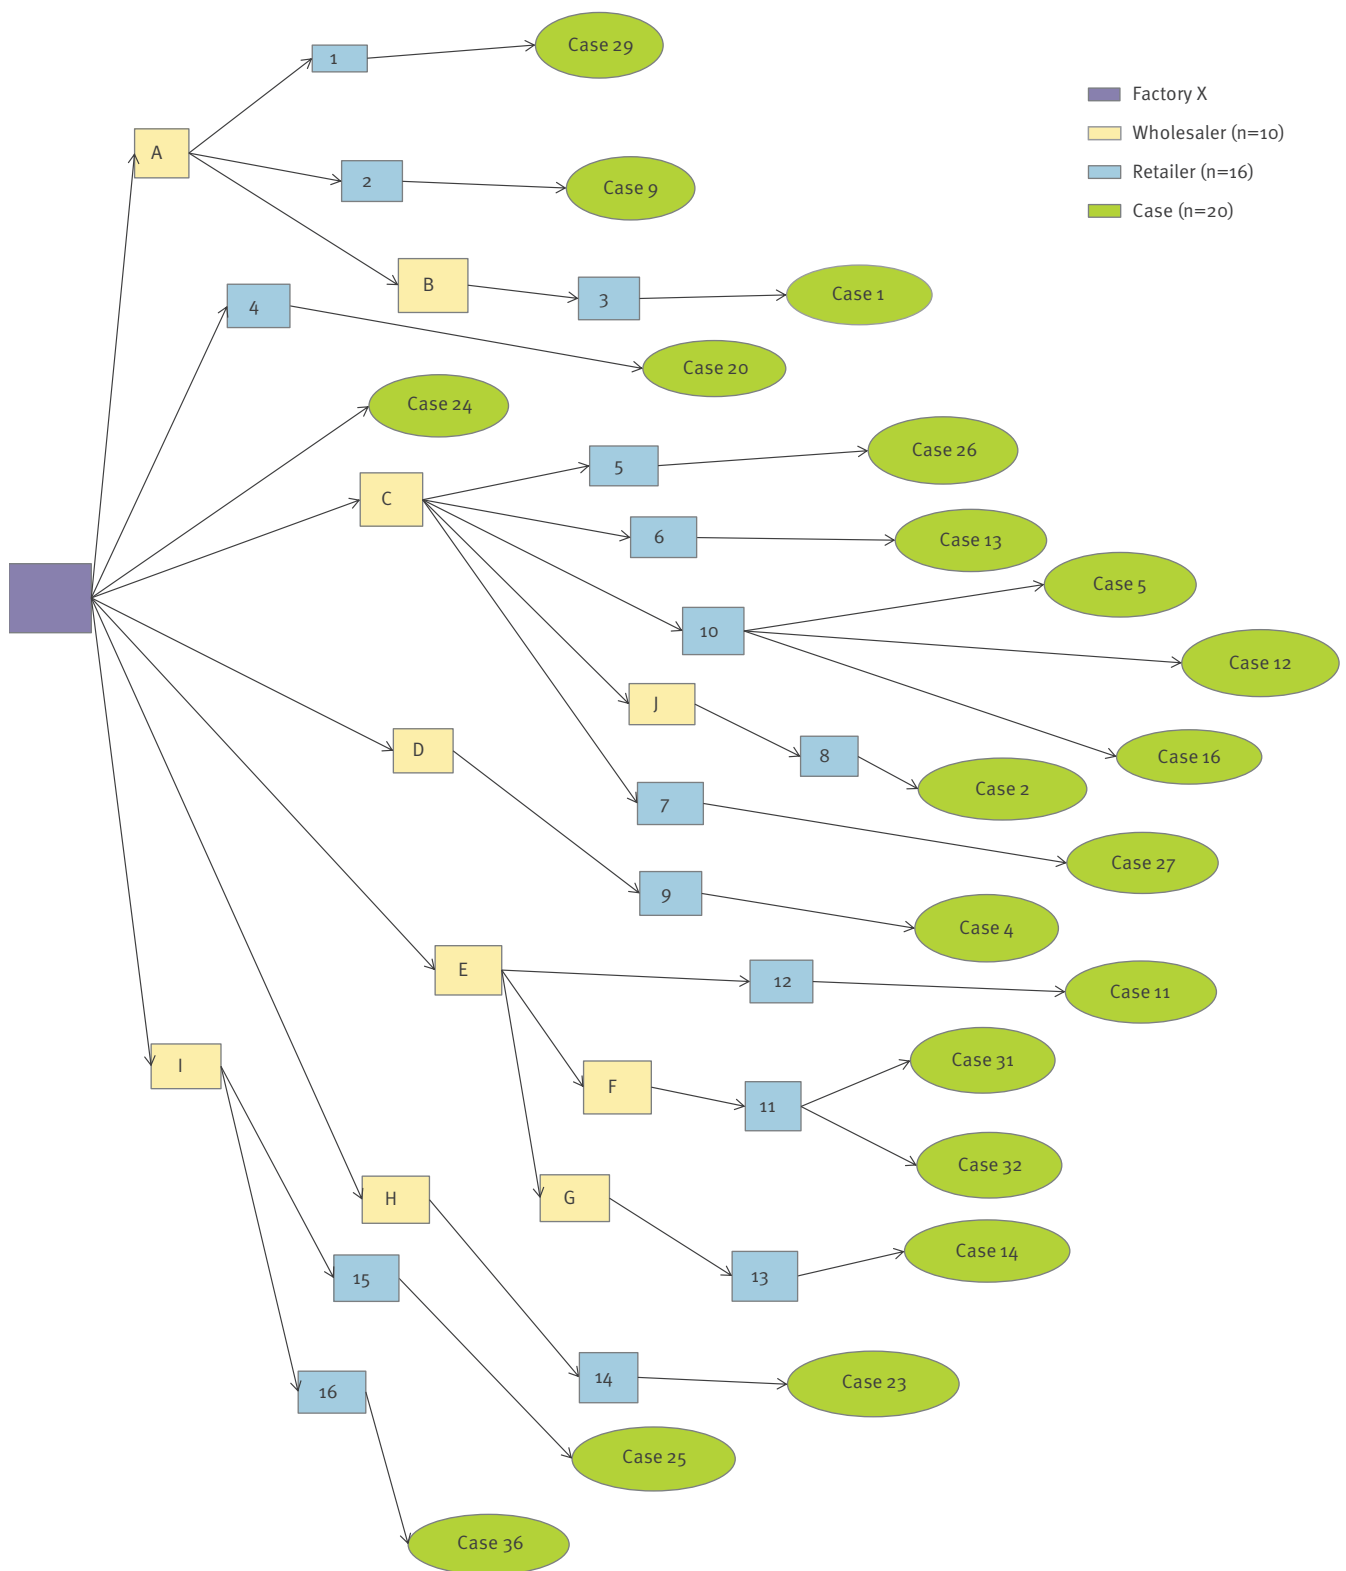 Case 29
1
Factory X
Wholesaler (n=10)
A
Retailer (n=16)
2
Case 9
Case (n=20)
B
3
Case 1
4
Case 20
Case 24
Case 26
5
C
6
Case 13
Case 5
10
Case 12
J
D
8
Case 16
Case 2
7
Case 27
9
Case 4
E
12
Case 11
I
Case 31
F
11
Case 32
H
G
Case 14
15
13
14
Case 23
16
Case 25
Case 36